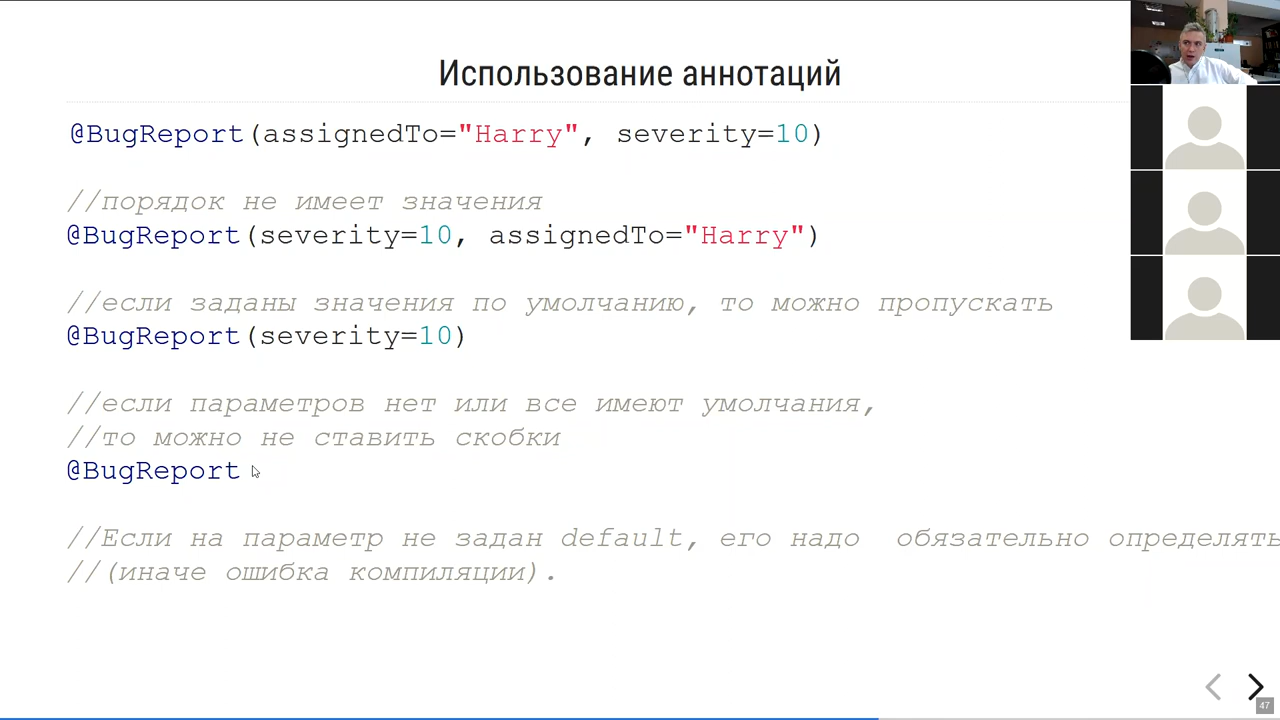 Использование аннотаций
@BugReport(assignedTo="Harry", severity=10)
//порядок не имеет значения
@BugReport(severity=10, assignedTo="Harry")
//если заданы значения по умолчанию, то можно пропускать
@BugReport(severity=10)
//если параметров нет или все имеют умолчания,
//то можно не ставить скобки
@BugReport
//Если на параметр не задан default, его надо  обязательно определять
//(иначе ошибка компиляции).
47